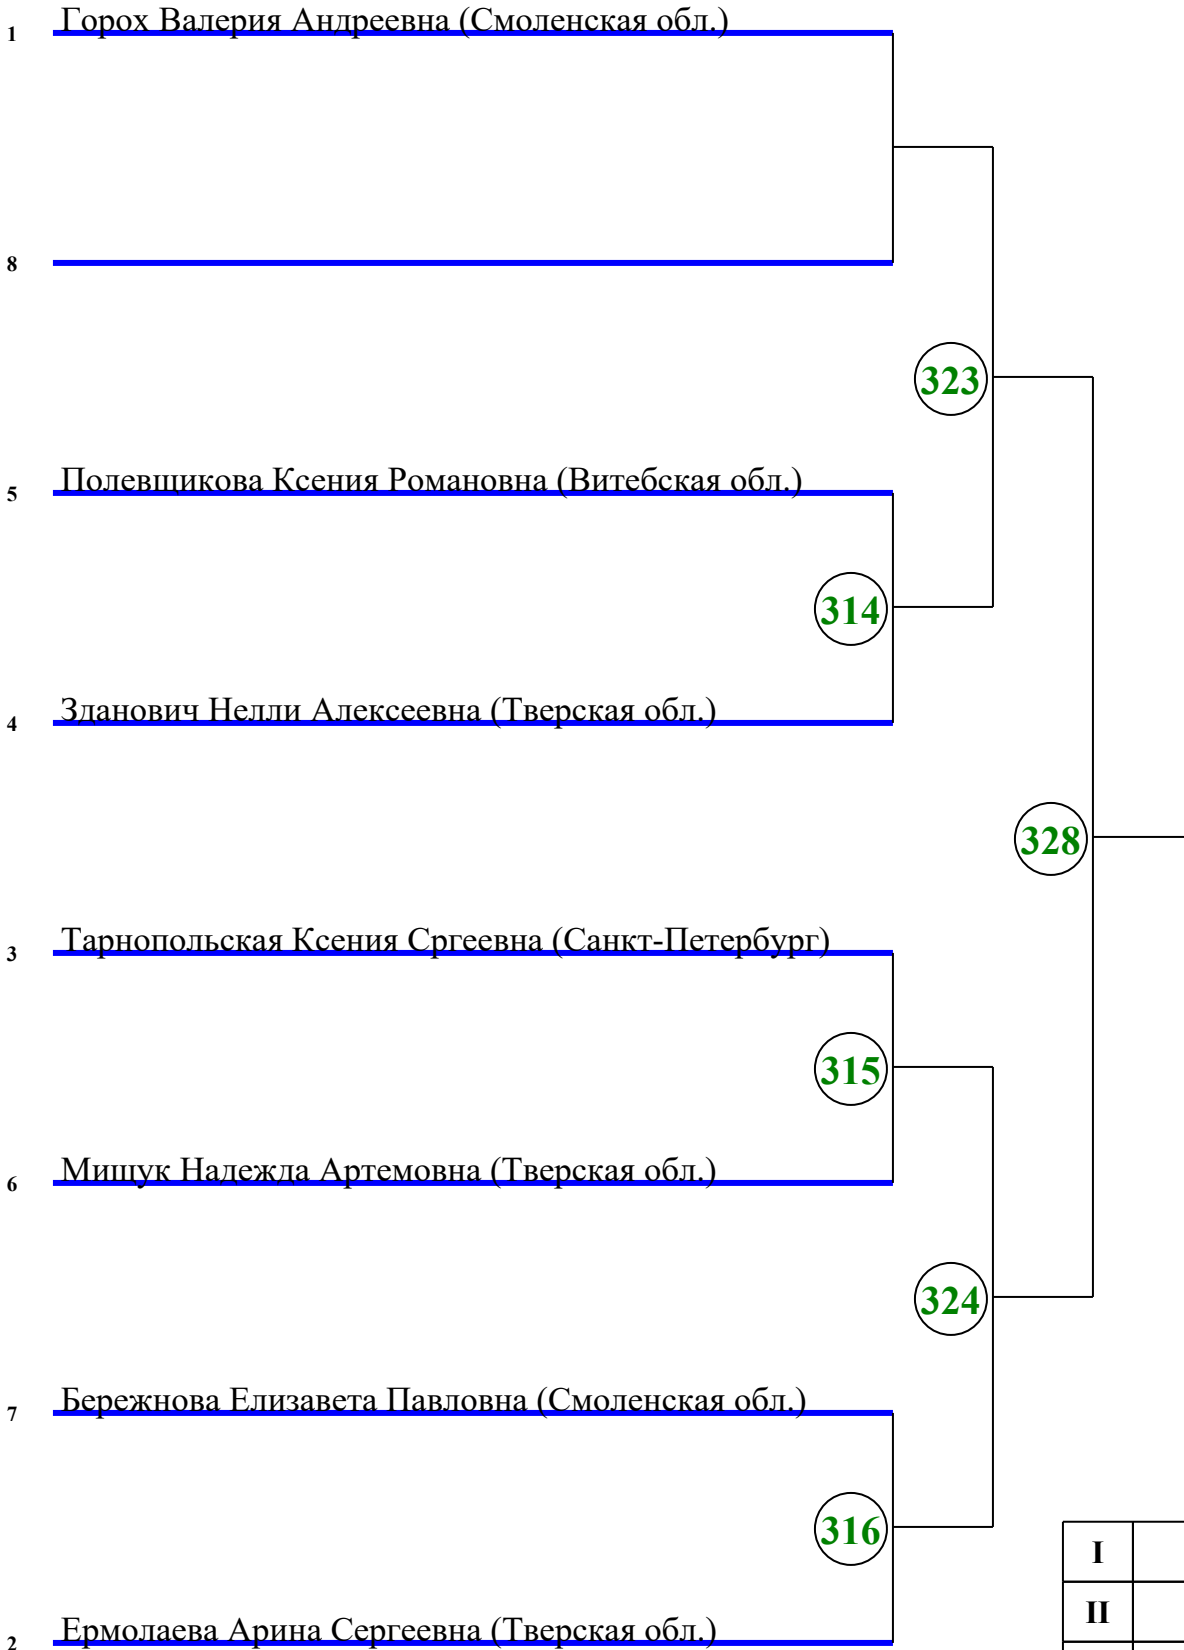 1 Горох Валерия Андреевна (Смоленская обл.)
8
323
5 Полевщикова Ксения Романовна (Витебская обл.)
314
4 Зданович Нелли Алексеевна (Тверская обл.)
328
3 Тарнопольская Ксения Сргеевна (Санкт-Петербург)
315
6 Мищук Надежда Артемовна (Тверская обл.)
324
7 Бережнова Елизавета Павловна (Смоленская обл.)
316
I
II
2 Ермолаева Арина Сергеевна (Тверская обл.)